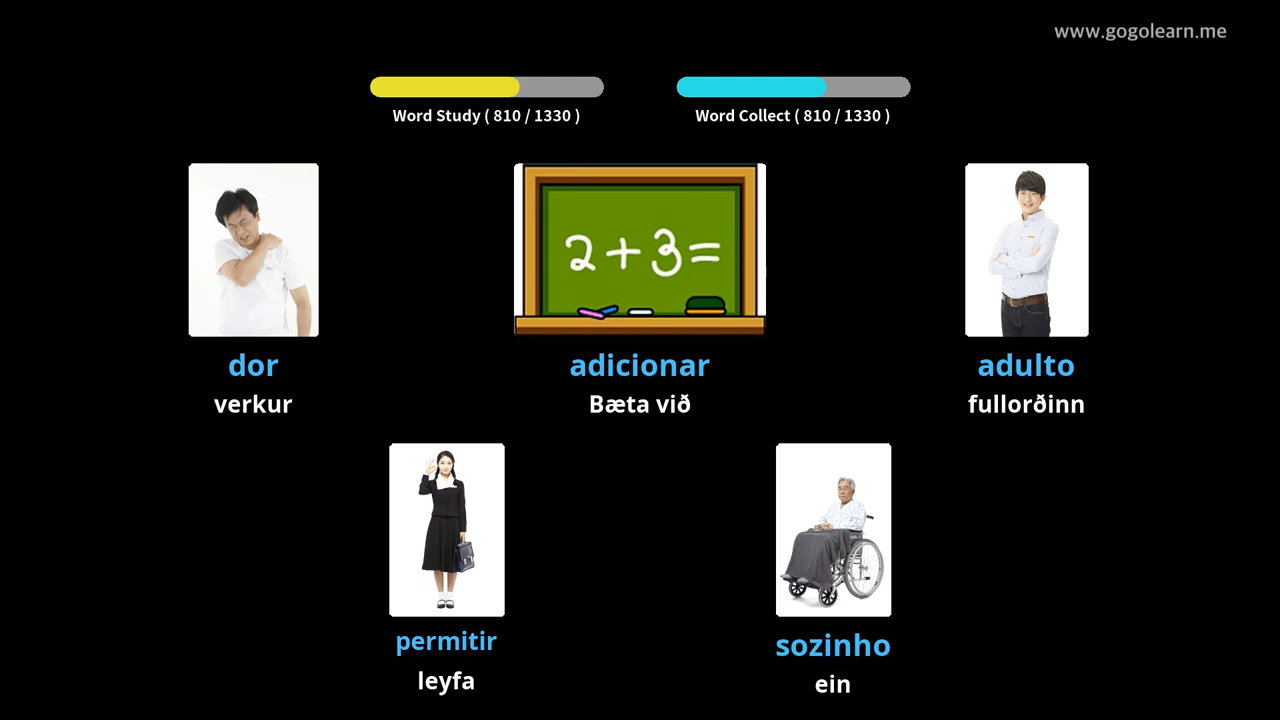 www.gogolearn.me
Word Study ( 810 / 1330 )
Word Collect ( 810 / 1330 )
2+3=
dor
verkur
adicionar
Bæta við
adulto
fullorðinn
permitir
leyfa
sozinho
ein